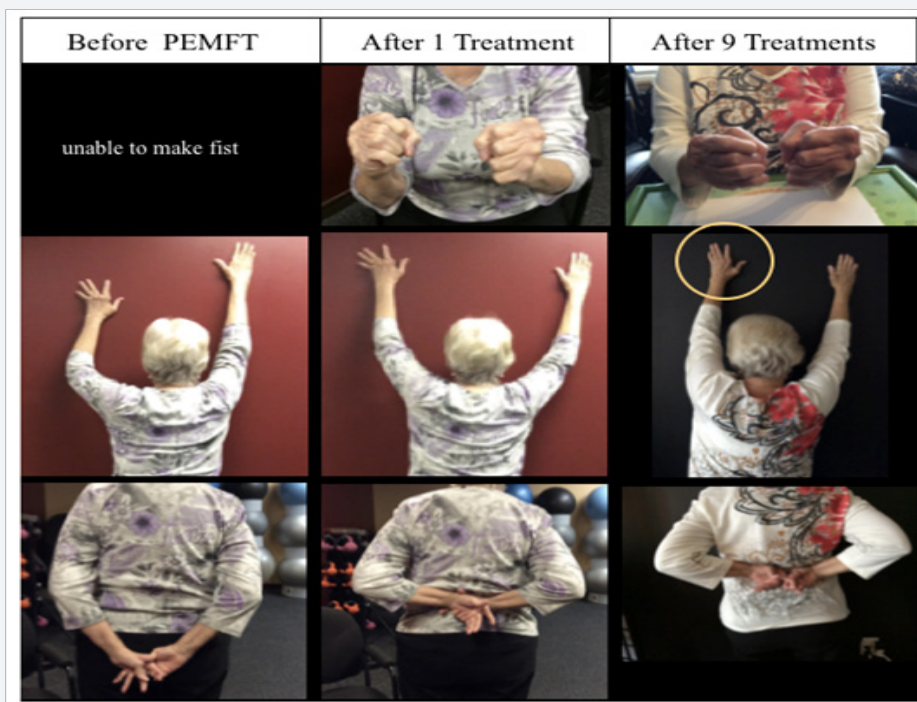 Before PEMFT
After 1 Treatment
After 9 Treatments
unable to make fist